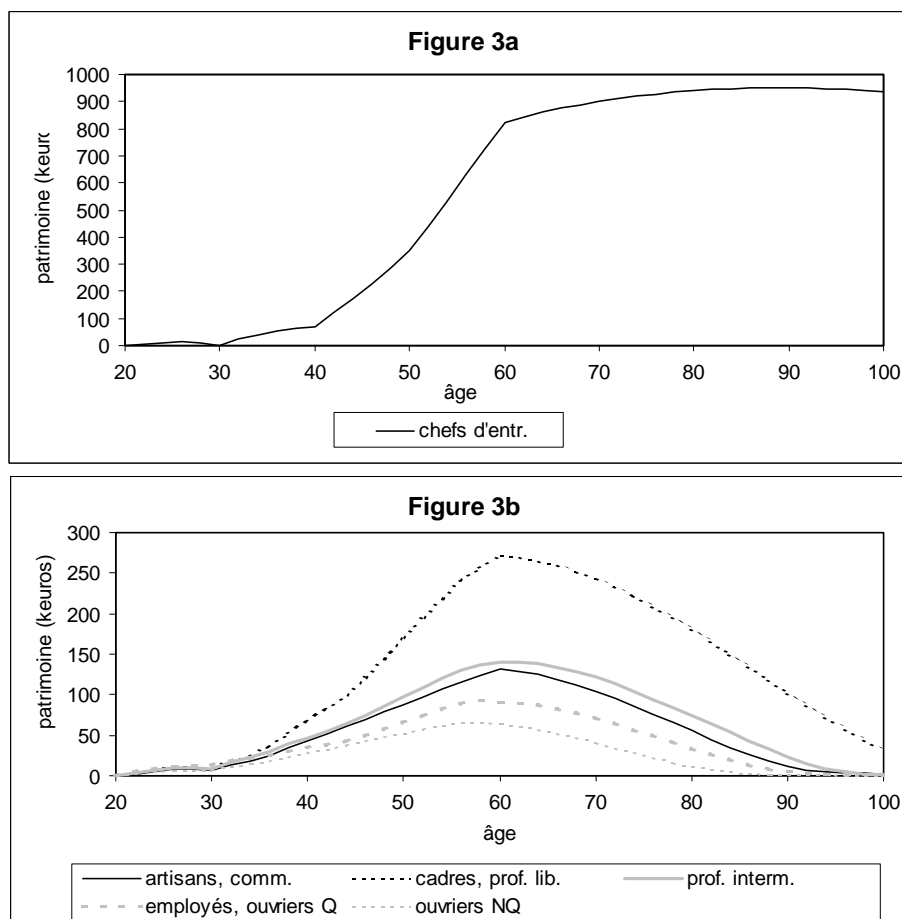 Figure 3a
patrimoine (keuro
1000
900
800
700
600
500
400
300
200
100
0
20 30 40 50 60 70 80 90 100
âge
chefs d'entr.
Figure 3b
patrimoine (keuros)
300
250
200
150
100
50
0
20 30 40 50 60 70 80 90 100
âge
artisans, comm. cadres, prof. lib. prof. interm.
employés, ouvriers Q ouvriers NQ